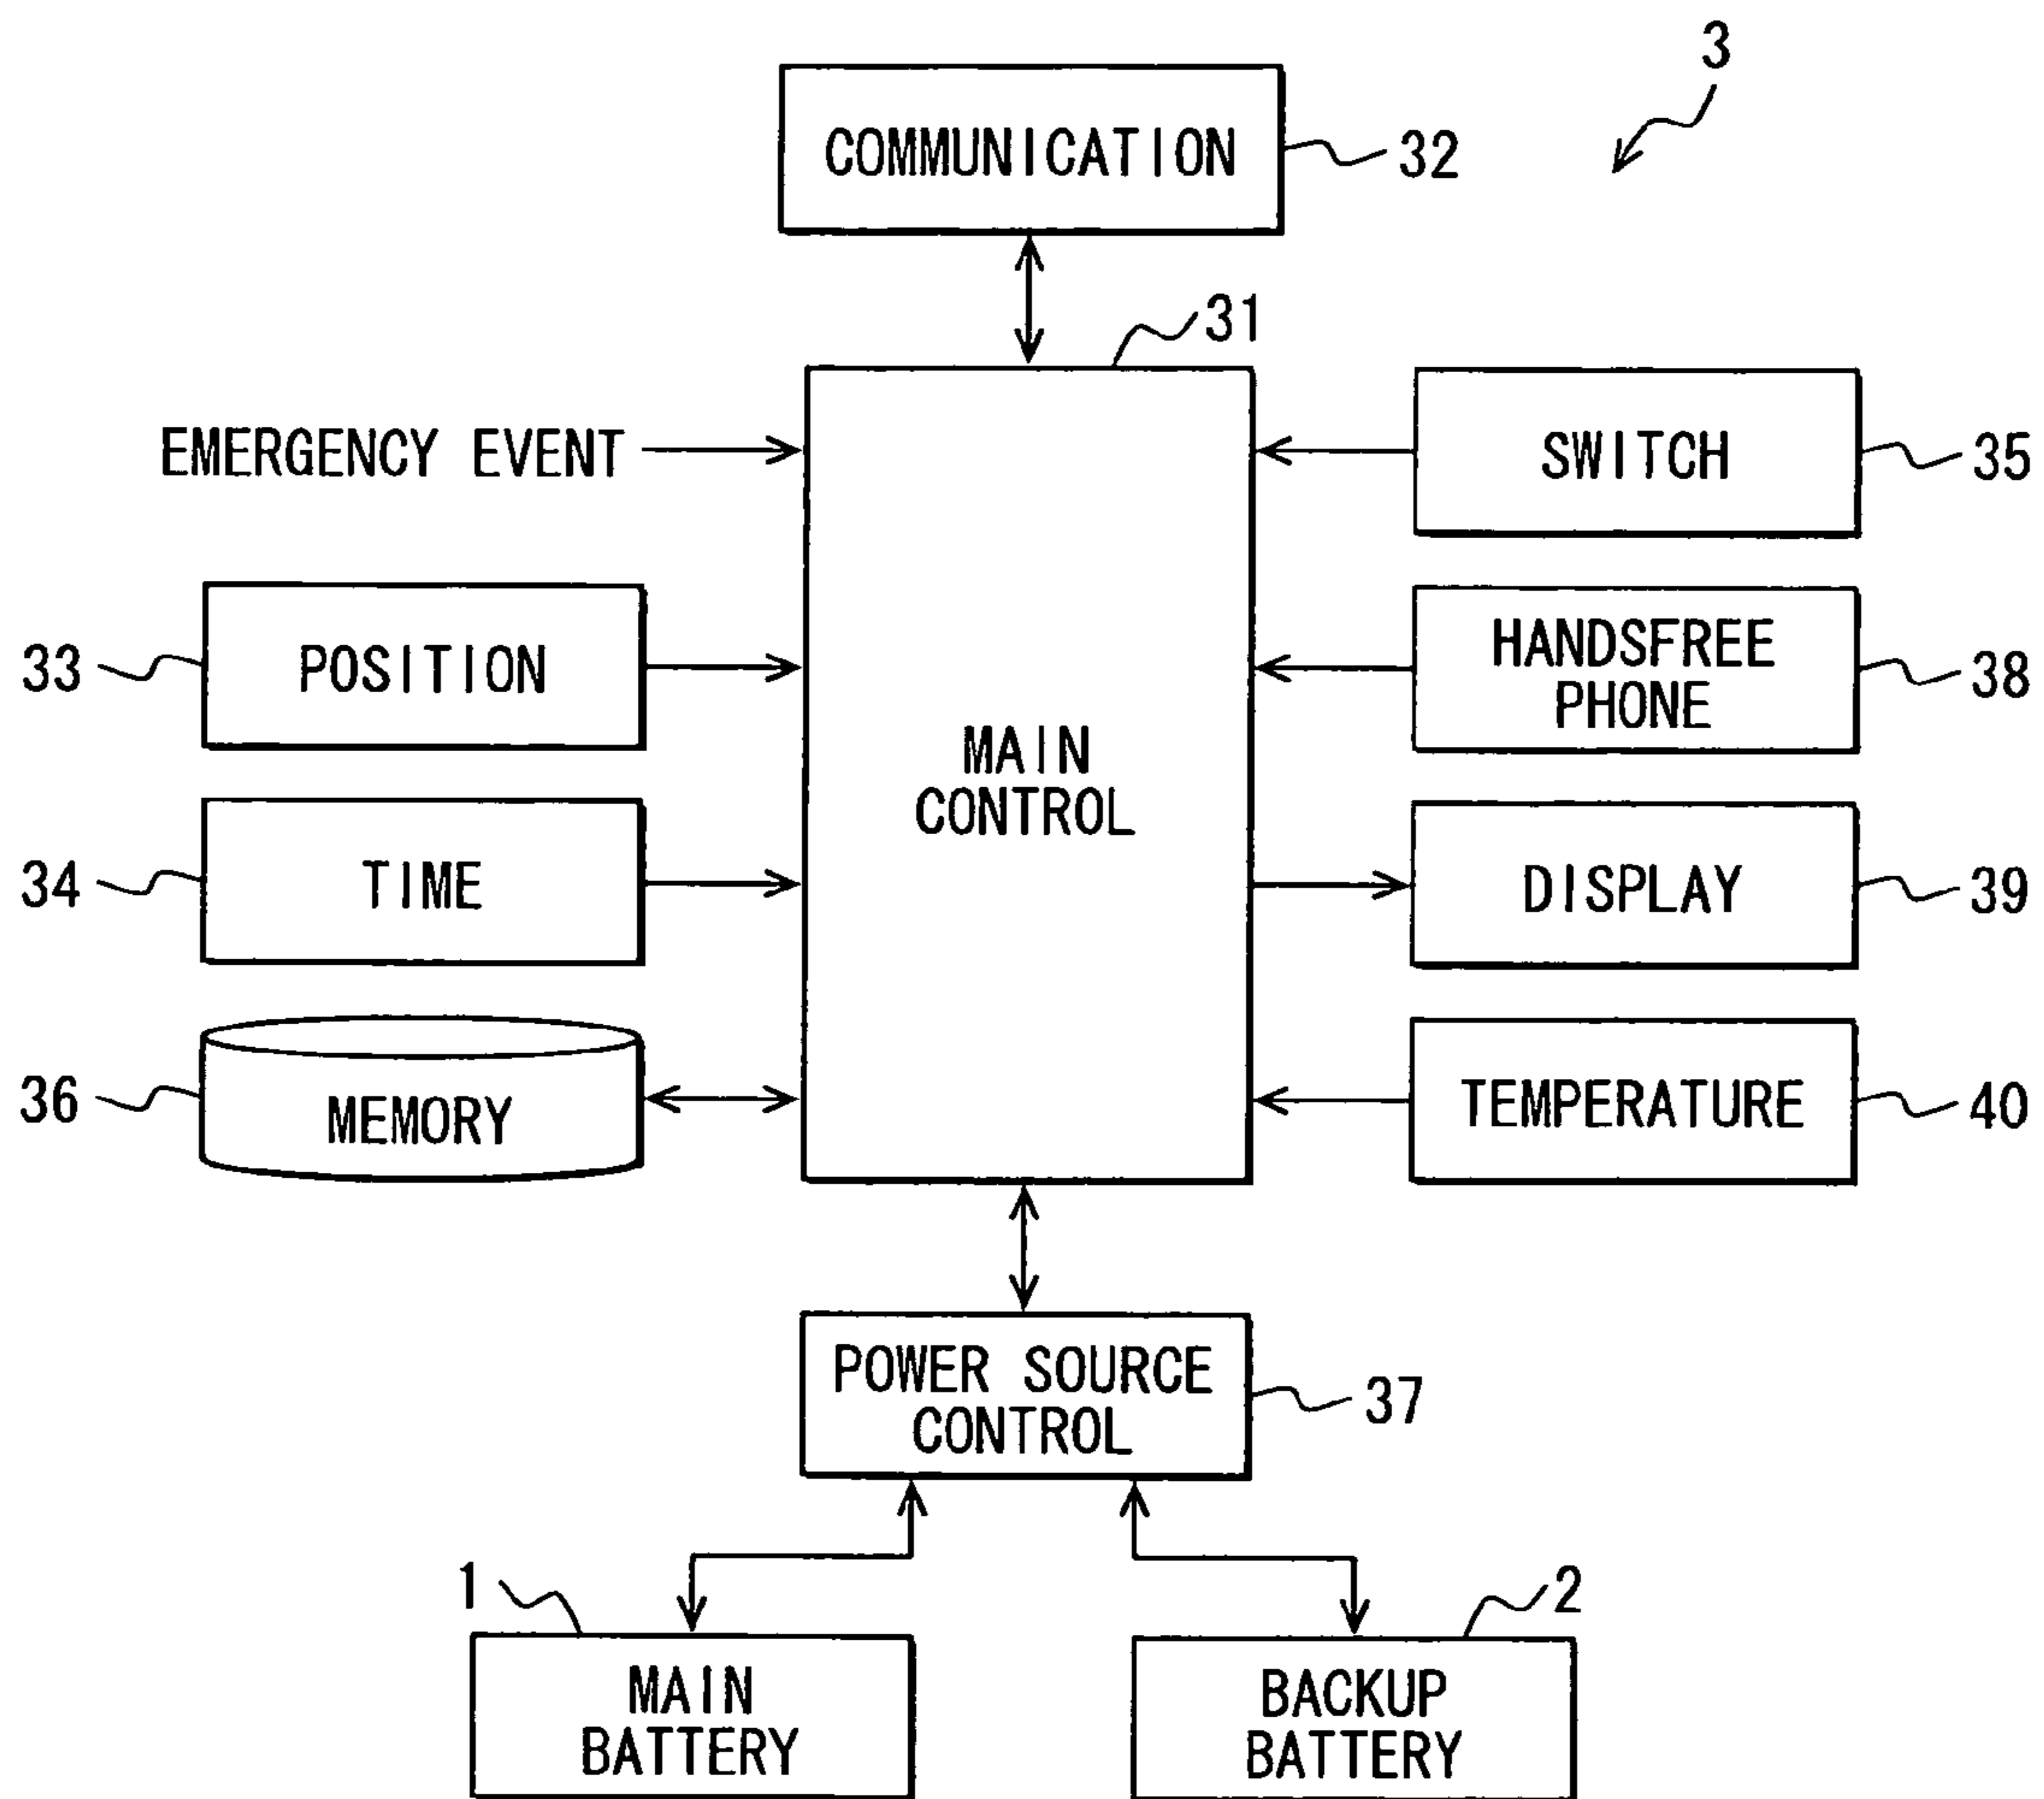 3
COMMUNICATION
32
31
EMERGENCY EVENT
SWITCH
35
33
POSITION
HANDSFREE
PHONE
38
MAIN
CONTROL
34
TIME
DISPLAY
39
36
MEMORY
TEMPERATURE
40
POWER SOURCE
CONTROL
37
1
2
MAIN
BATTERY
BACKUP
BATTERY